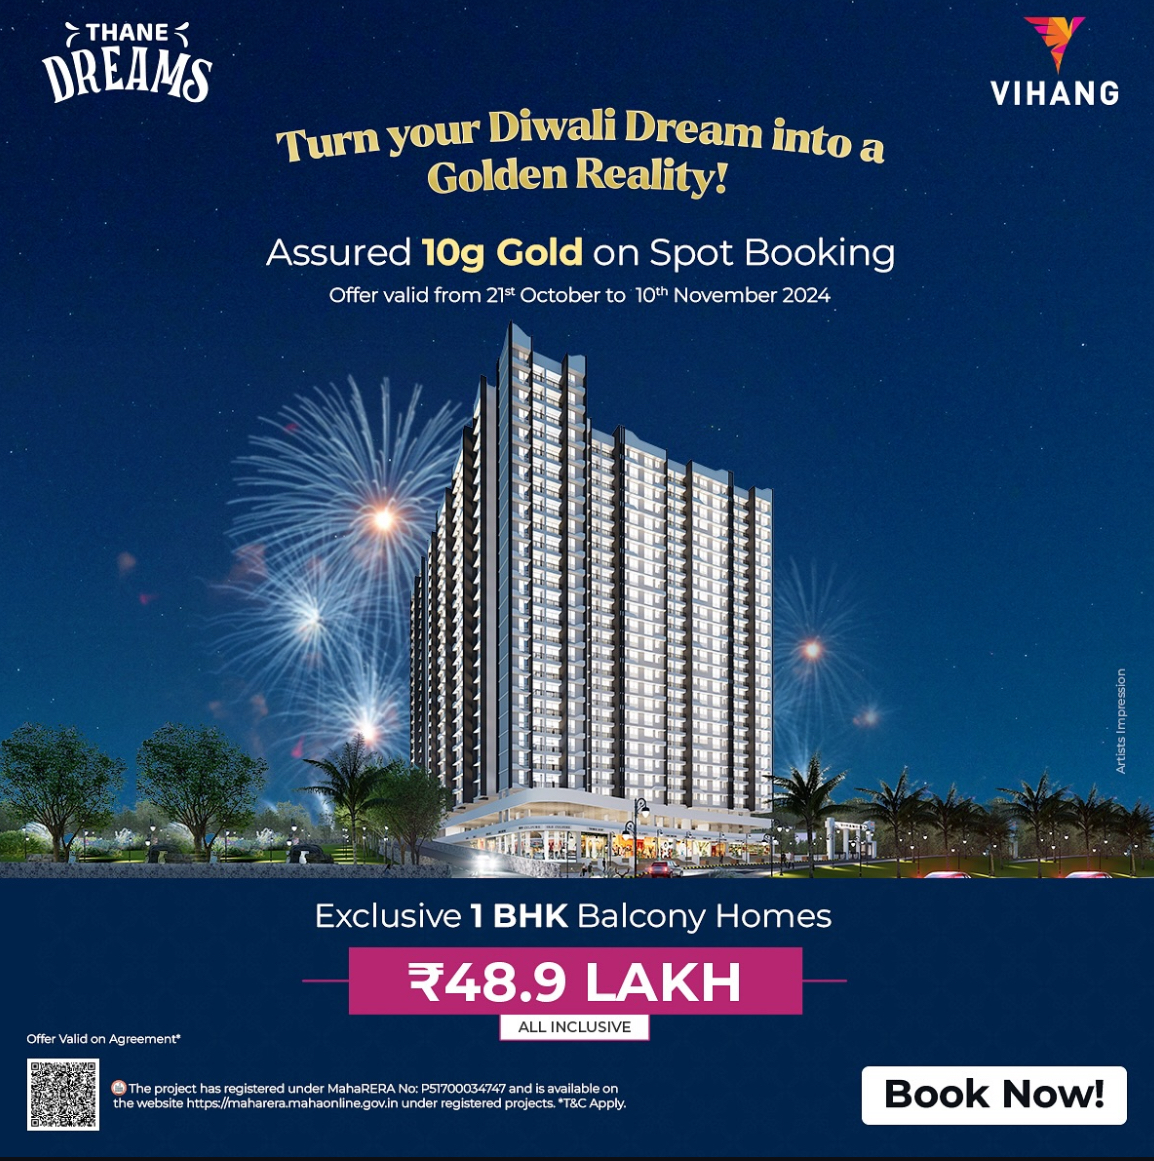 THANE
DREAMS
VIHANG
Turn your Diwali Dream into a
Golden Reality!
Assured 10g Gold on Spot Booking
Offer valid from 21st October to 10th November 2024
Artists Impression
Exclusive 1 BHK Balcony Homes
₹48.9 LAKH
ALL INCLUSIVE
Offer Valid on Agreement*
The project has registered under MahaRERA No: P51700034747 and is available on
the website https://maharera.mahaonline.gov.in under registered projects. *T&C Apply.
Book Now!